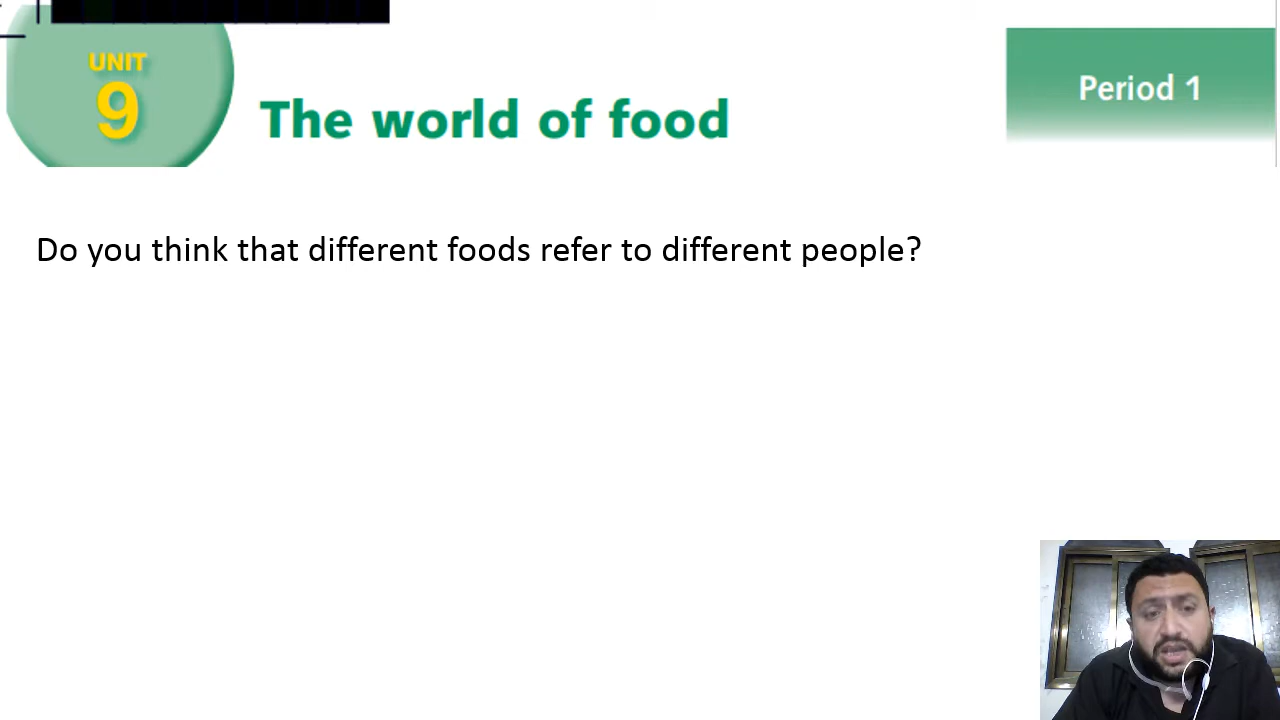 UNIT
9
The world of food
Period 1
Do you think that different foods refer to different people?